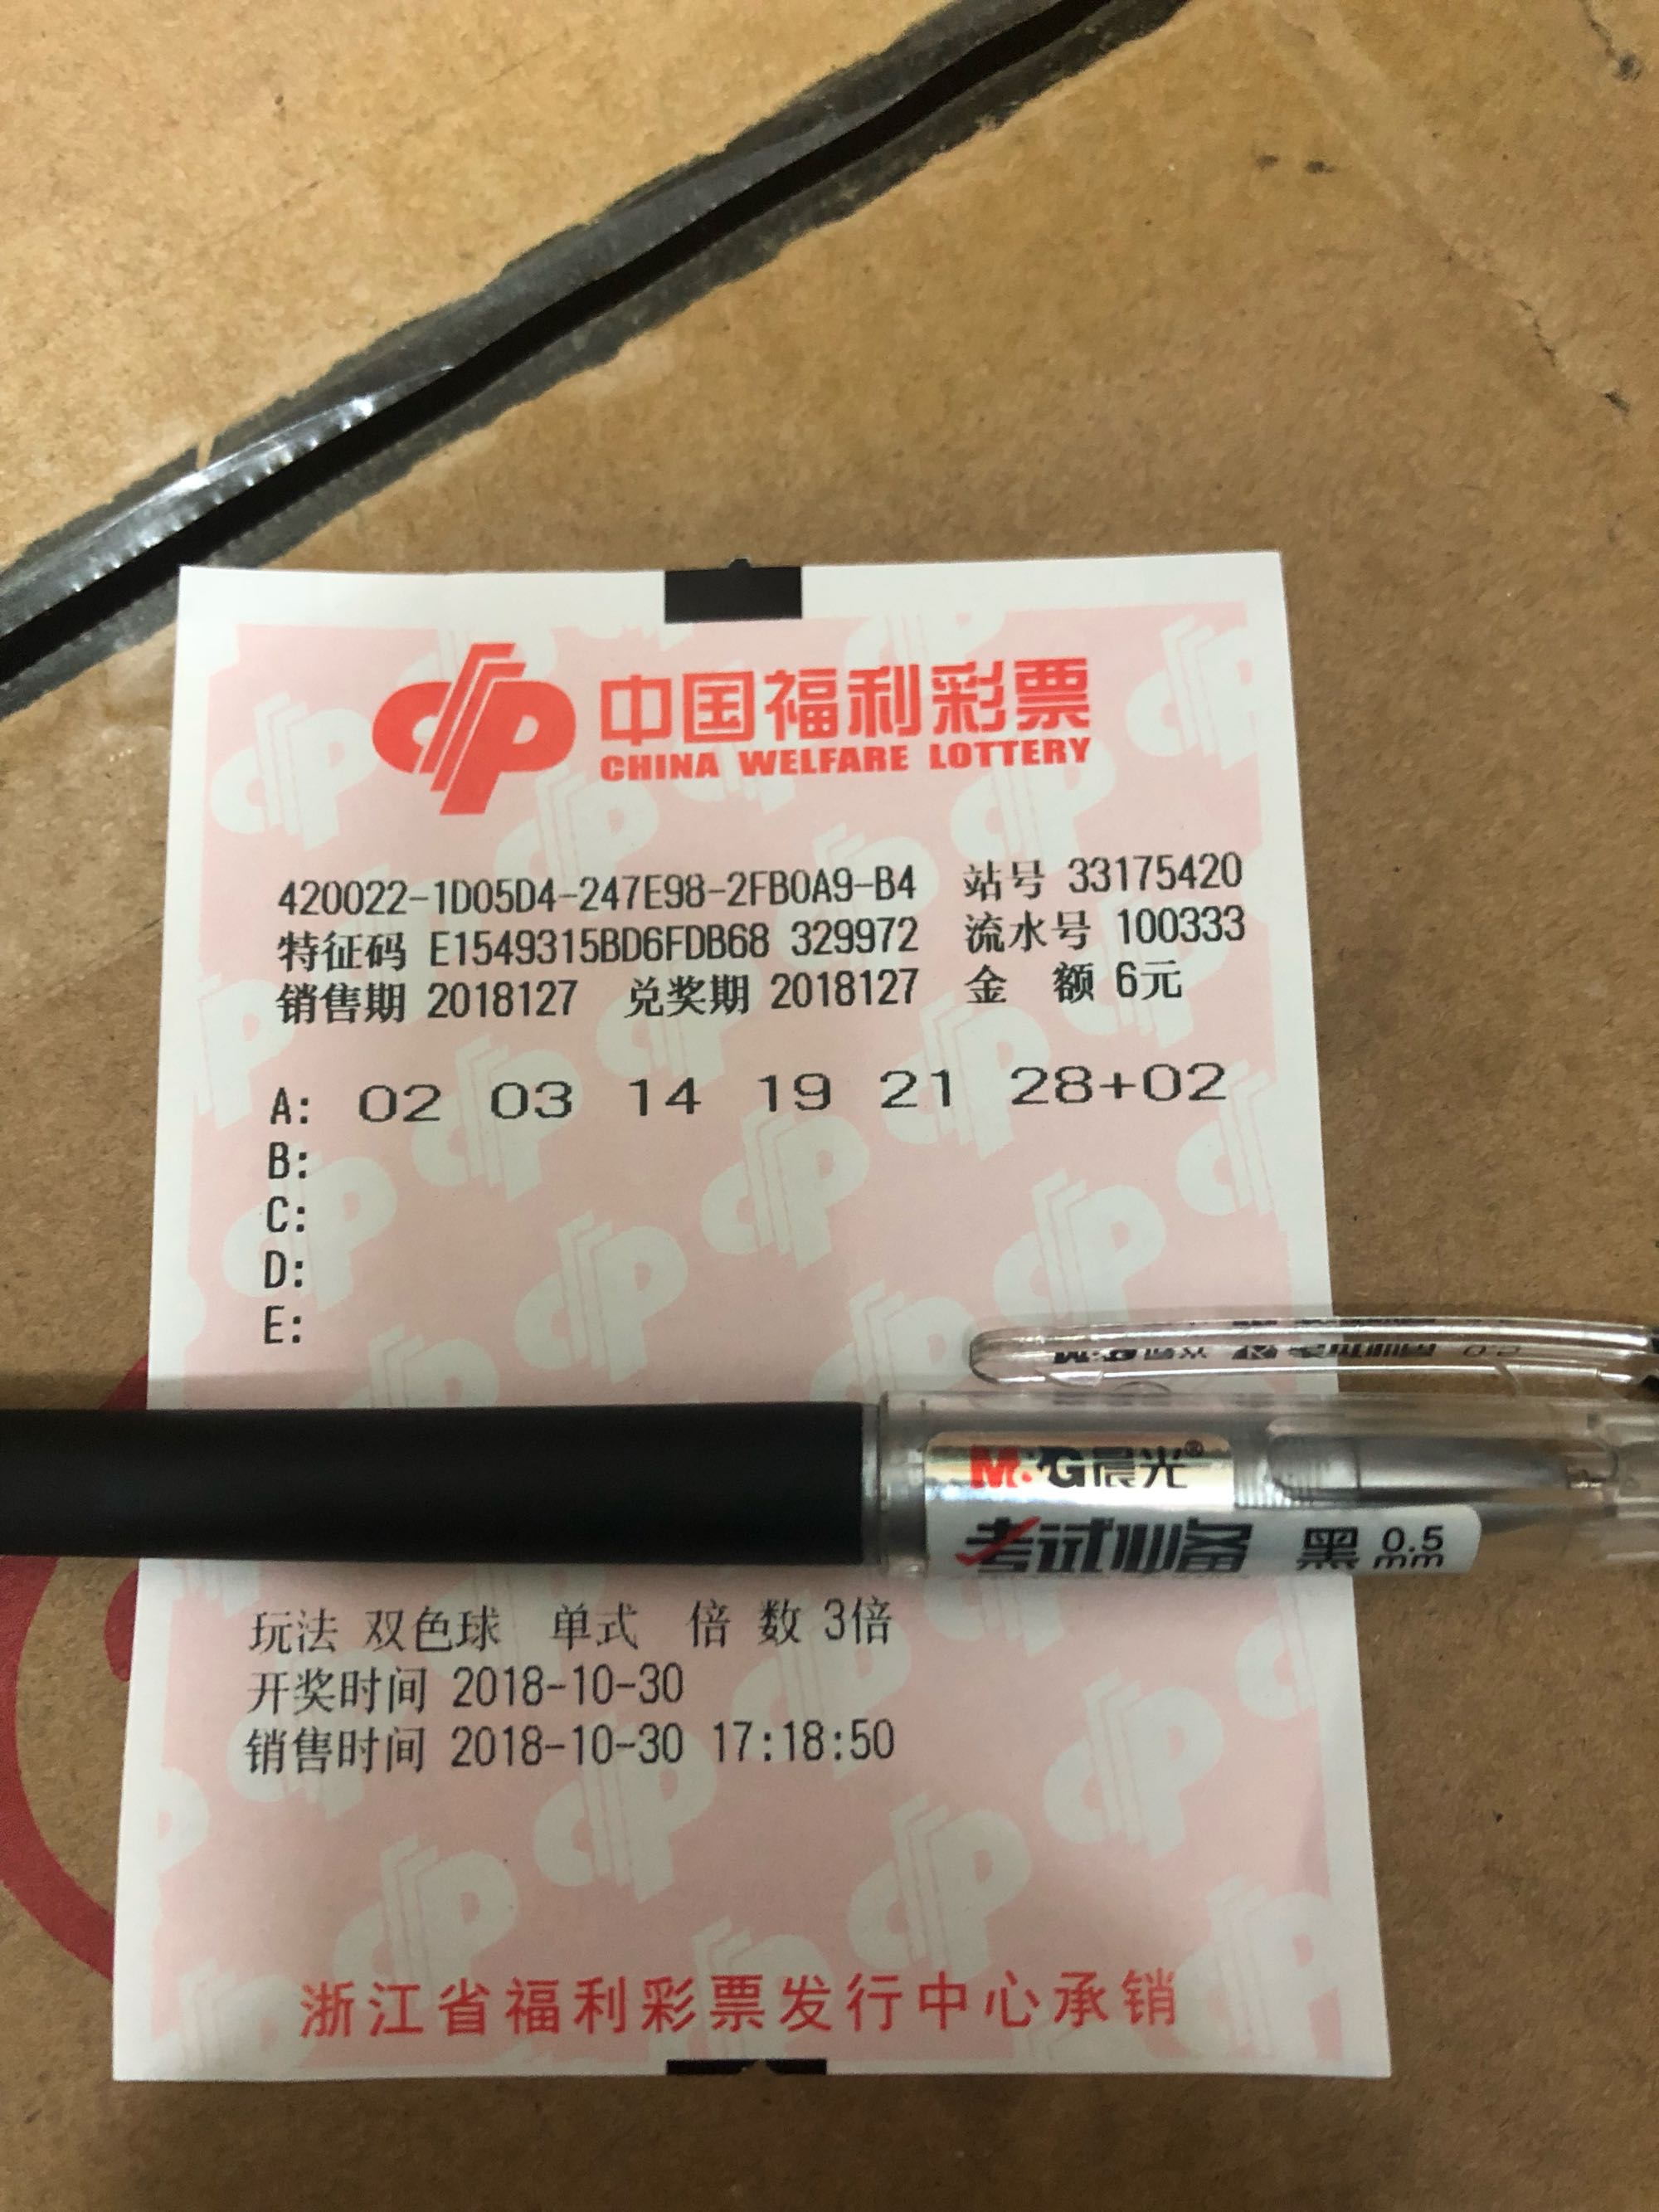 中国福利彩票
CHINA WELFARE LOTTERY
420022-1D05D4-247E98-2FB0A9-B4 站号 33175420
特征码 E1549315BD6FDB68 329972 流水号 100333
销售期 2018127 兑奖期 2018127 金 额 6元
A: 02 03 14 19 21 28+02
B:
C:
D:
E:
M&G晨光®
考试必备 黑 0.5 mm
玩法 双色球 单式 倍 数 3倍
开奖时间 2018-10-30
销售时间 2018-10-30 17:18:50
浙江省福利彩票发行中心承销